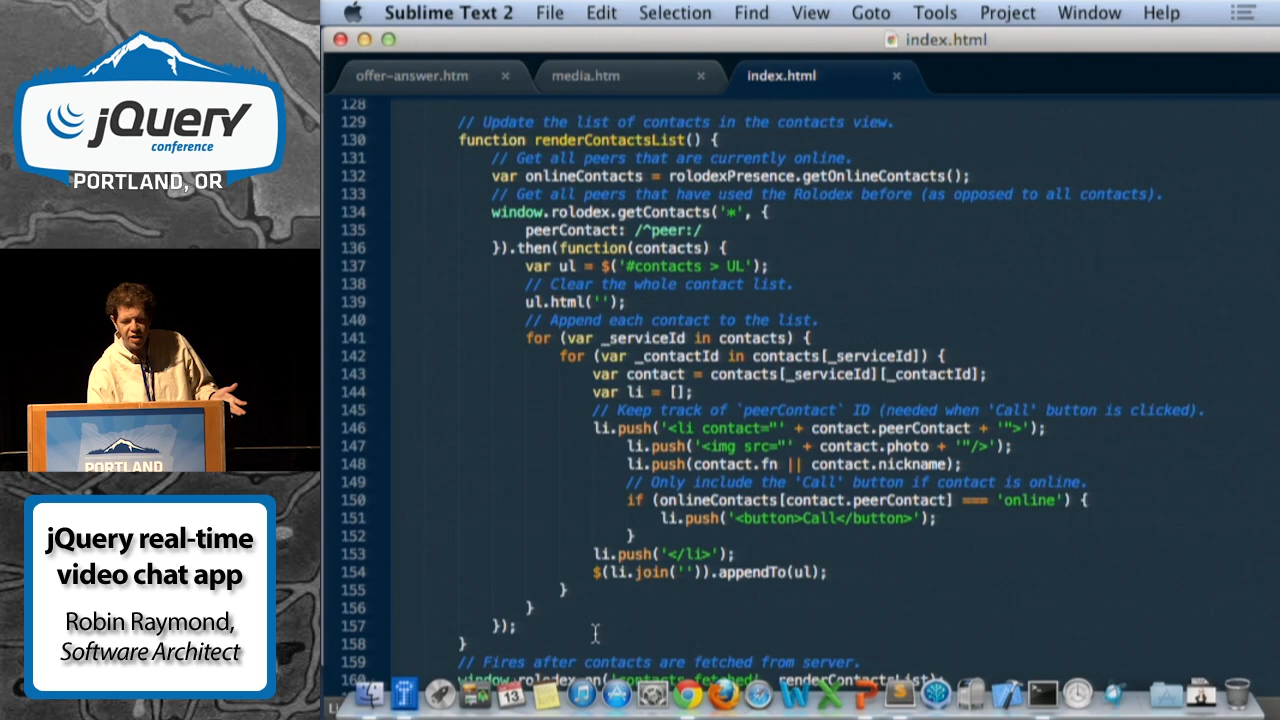 jQuery
conference
PORTLAND, OR
PORTLAND
jQuery real-time
video chat app
Robin Raymond,
Software Architect
Sublime Text 2 File Edit Selection Find View Goto Tools Project Window Help
index.html
offer-answer.htm × media.htm × index.html ×
128
129 // Update the list of contacts in the contacts view.
130 function renderContactsList() {
131 // Get all peers that are currently online.
132 var onlineContacts = rolodexPresence.getOnlineContacts();
133 // Get all peers that have used the Rolodex before (as opposed to all contacts).
134 window.rolodex.getContacts('*', {
135 peerContact: /^peer:/
136 }).then(function(contacts) {
137 var ul = $('#contacts > UL');
138 // Clear the whole contact list.
139 ul.html('');
140 // Append each contact to the list.
141 for (var _serviceId in contacts) {
142 for (var _contactId in contacts[_serviceId]) {
143 var contact = contacts[_serviceId][_contactId];
144 var li = [];
145 // Keep track of `peerContact` ID (needed when 'Call' button is clicked).
146 li.push('<li contact="' + contact.peerContact + '">');
147 li.push('<img src="' + contact.photo + '"/>');
148 li.push(contact.fn || contact.nickname);
149 // Only include the 'Call' button if contact is online.
150 if (onlineContacts[contact.peerContact] === 'online') {
151 li.push('<button>Call</button>');
152 }
153 li.push('</li>');
154 $(li.join('')).appendTo(ul);
155 }
156 }
157 });
158 }
159 // Fires after contacts are fetched from server.
160 window.rolodex.on('contacts.fetched', renderContactsList);
13